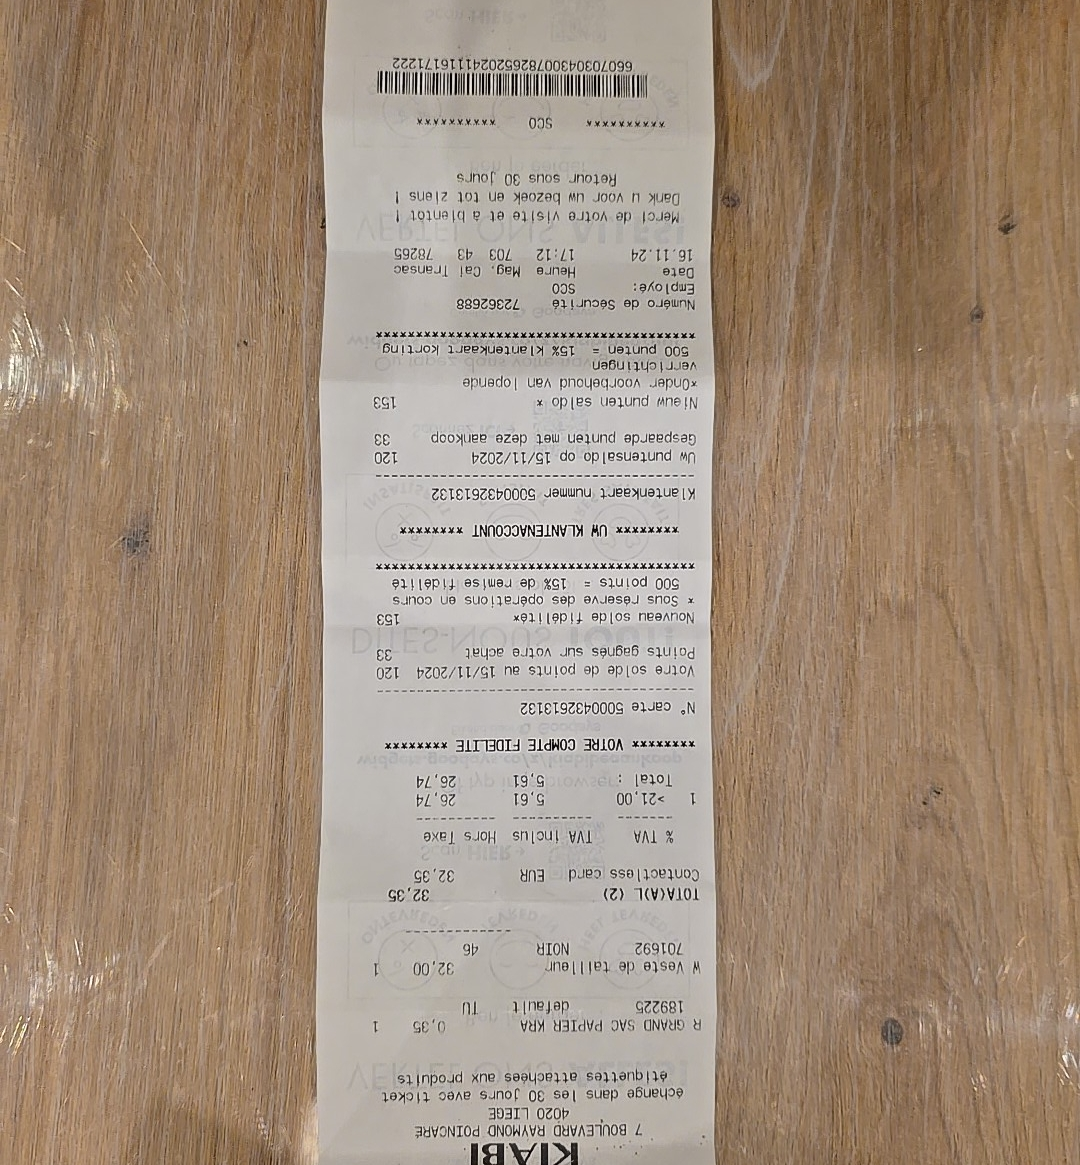 KIABI
7 BOULEVARD RAYMOND POINCARÉ
4020 LIEGE
échange dans les 30 jours avec ticket
étiquettes attachées aux produits
R GRAND SAC PAPIER KRA 0,35 1
189225 default TU
W Veste de tailleur 32,00 1
701692 NOIR 46
------------
TOTA(A)L (2) 32,35
Contactless card EUR 32,35
% TVA TVA inclus Hors Taxe
------ --------- ---------
1 >21,00 5,61 26,74
Total : 5,61 26,74
******** VOTRE COMPTE FIDELITE ********
N° carte 5000432613132
----------------------------------------
Votre solde de points au 15/11/2024 120
Points gagnés sur votre achat 33
Nouveau solde fidélité* 153
* Sous réserve des opérations en cours
500 points = 15% de remise fidélité
****************************************
******** UW KLANTENACCOUNT ********
Klantenkaart nummer 5000432613132
----------------------------------------
Uw puntensaldo op 15/11/2024 120
Gespaarde punten met deze aankoop 33
Nieuw punten saldo * 153
*Onder voorbehoud van lopende
verrichtingen
500 punten = 15% klantenkaart korting
****************************************
Numéro de Sécurité 72362688
Employé: SCO
Date Heure Mag. Cai Transac
16.11.24 17:12 703 43 78265
Merci de votre visite et à bientôt !
Dank u voor uw bezoek en tot ziens !
Retour sous 30 jours
********** SCO **********
660703043007826520241116171222